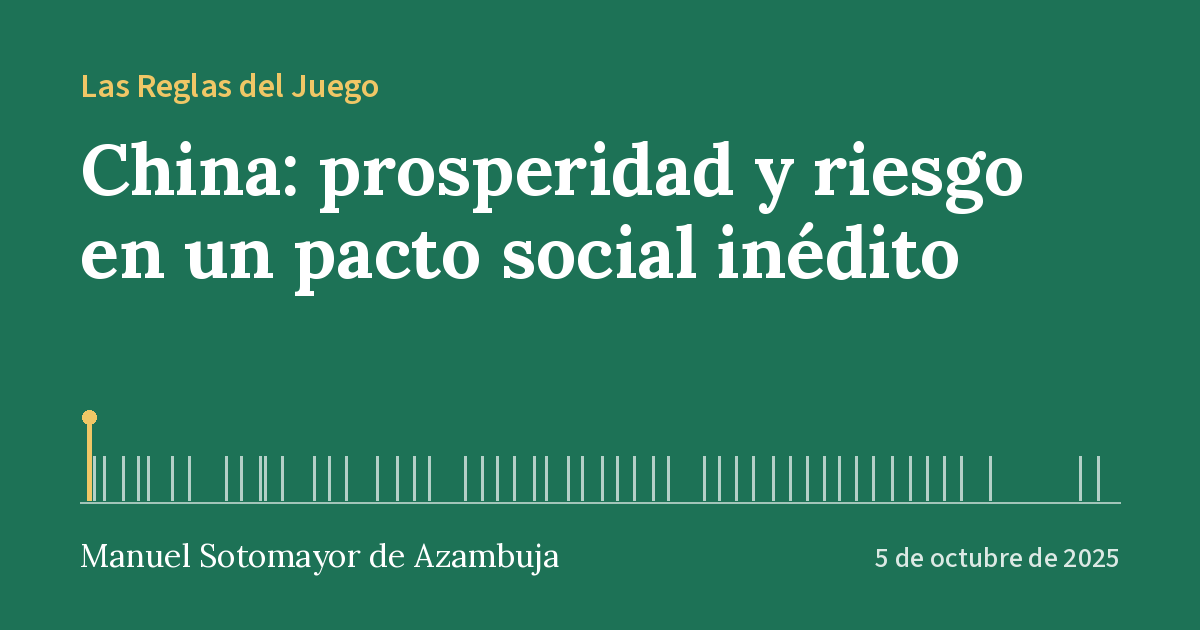 Las Reglas del Juego
China: prosperidad y riesgo
en un pacto social inédito
Manuel Sotomayor de Azambuja
5 de octubre de 2025